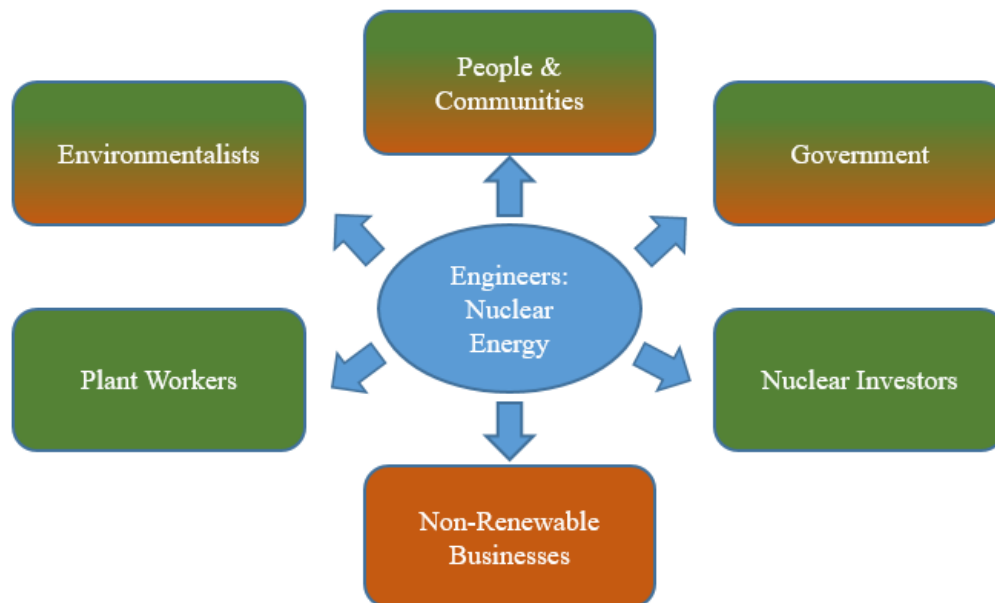 People &
Communities
Environmentalists
Government
Engineers:
Nuclear
Energy
Plant Workers
Nuclear Investors
Non-Renewable
Businesses